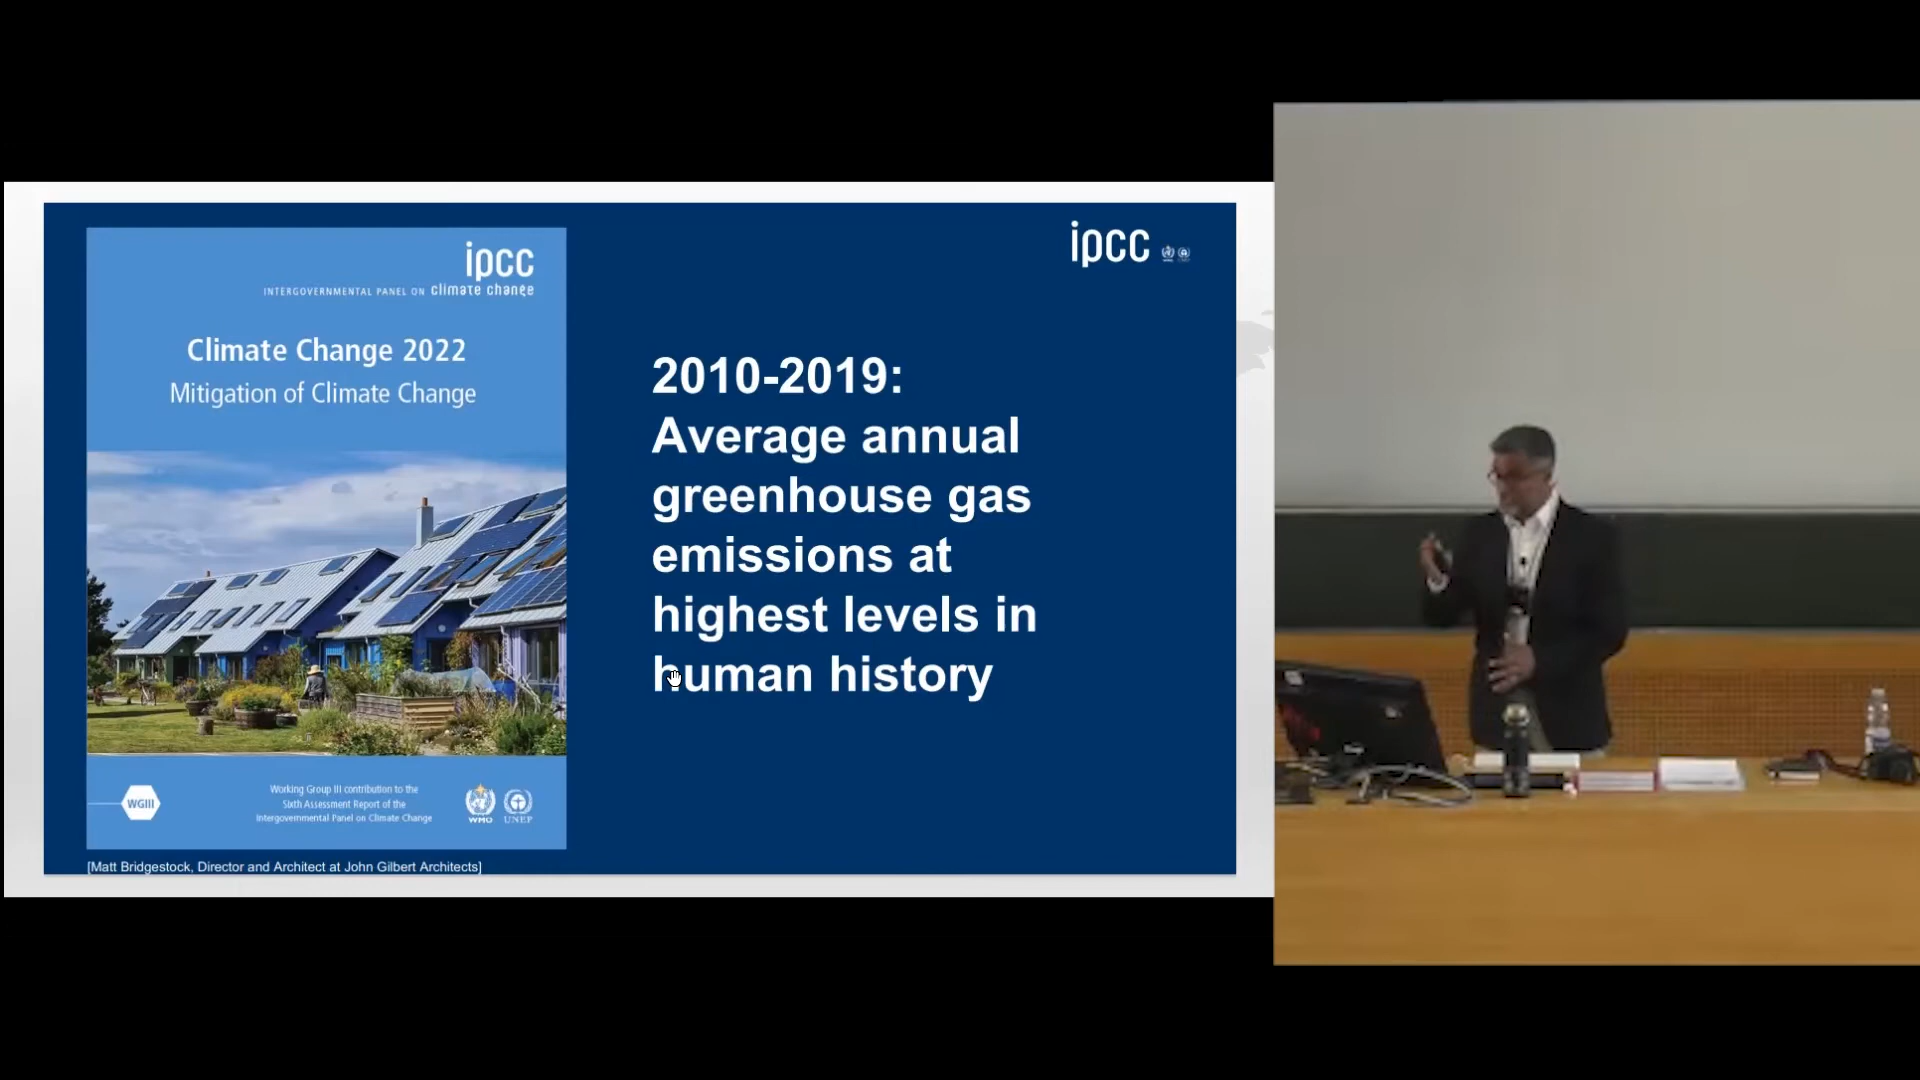 ipcc
INTERGOVERNMENTAL PANEL ON climate change
Climate Change 2022
Mitigation of Climate Change
WGIII
Working Group III contribution to the
Sixth Assessment Report of the
Intergovernmental Panel on Climate Change
WMO
UNEP
[Matt Bridgestock, Director and Architect at John Gilbert Architects]
ipcc
2010-2019:
Average annual
greenhouse gas
emissions at
highest levels in
human history